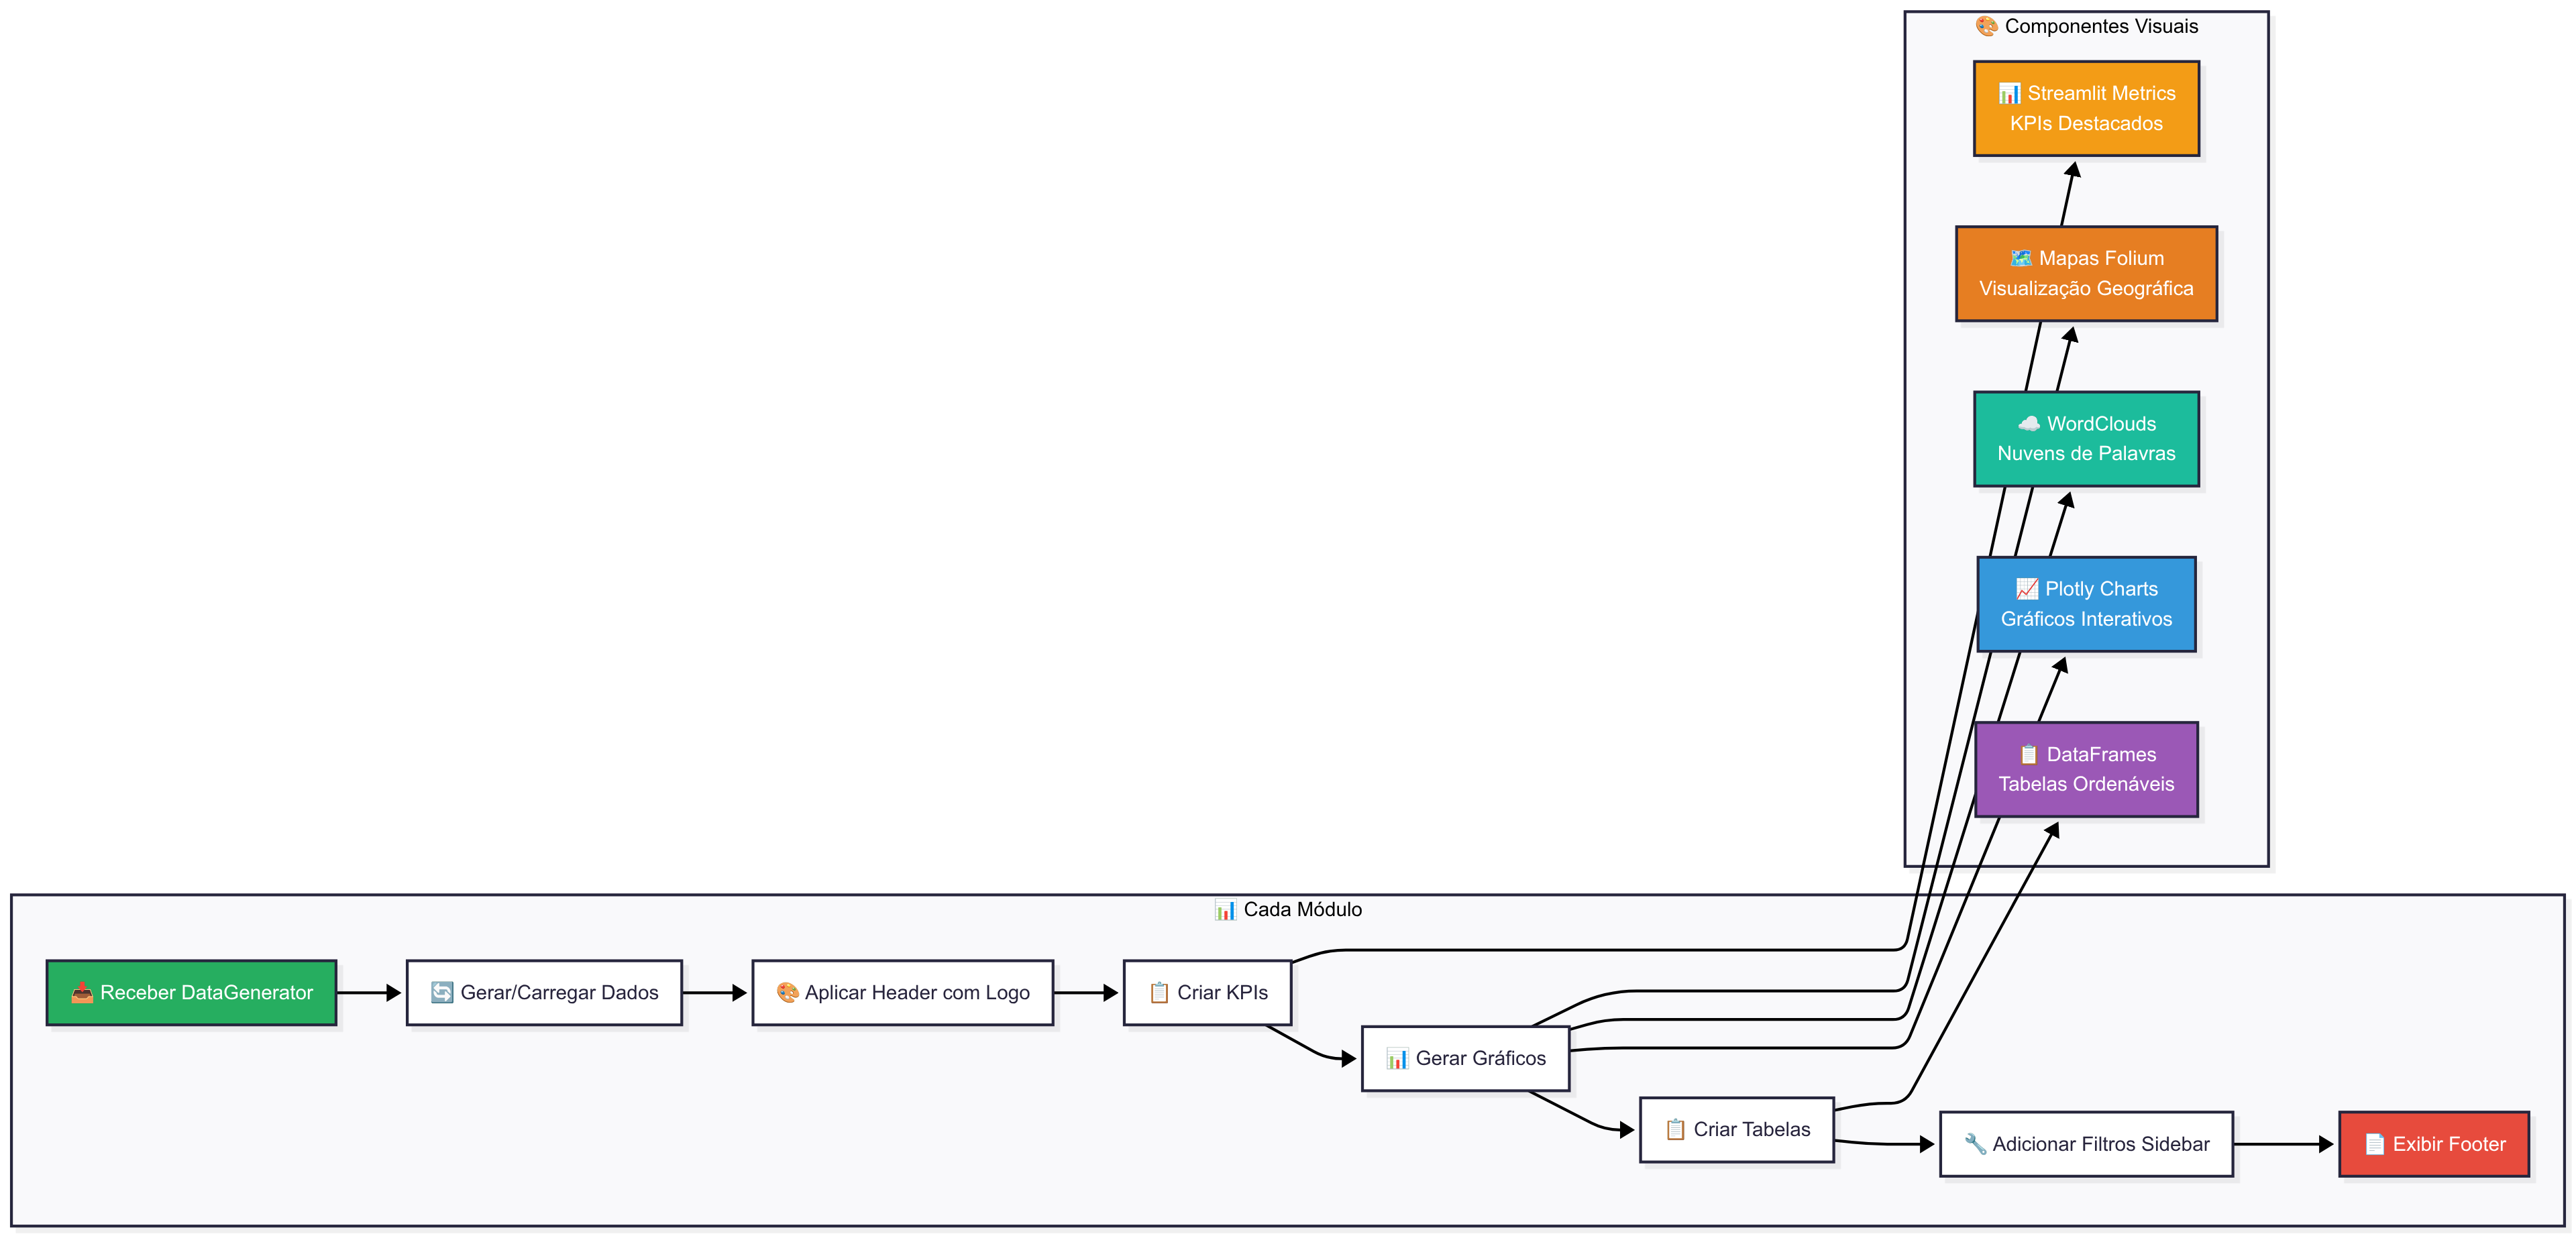 🎨 Componentes Visuais
📊 Streamlit Metrics
KPIs Destacados
🗺️ Mapas Folium
Visualização Geográfica
☁️ WordClouds
Nuvens de Palavras
📈 Plotly Charts
Gráficos Interativos
📋 DataFrames
Tabelas Ordenáveis
📊 Cada Módulo
📥 Receber DataGenerator
🔄 Gerar/Carregar Dados
🎨 Aplicar Header com Logo
📋 Criar KPIs
📊 Gerar Gráficos
📋 Criar Tabelas
🔧 Adicionar Filtros Sidebar
📄 Exibir Footer